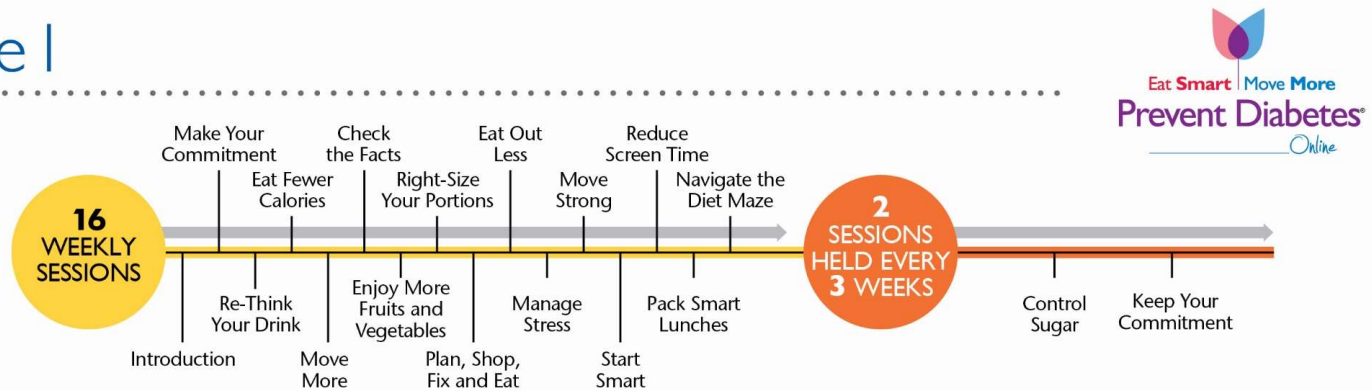 e 1
Eat Smart Move More
Prevent Diabetes®
Online
Make Your
Commitment
Check
the Facts
Eat Out
Less
Reduce
Screen Time
Eat Fewer
Calories
Right-Size
Your Portions
Move
Strong
Navigate the
Diet Maze
16
WEEKLY
SESSIONS
2
SESSIONS
HELD EVERY
3 WEEKS
Re-Think
Your Drink
Enjoy More
Fruits and
Vegetables
Manage
Stress
Pack Smart
Lunches
Control
Sugar
Keep Your
Commitment
Introduction
Move
More
Plan, Shop,
Fix and Eat
Start
Smart